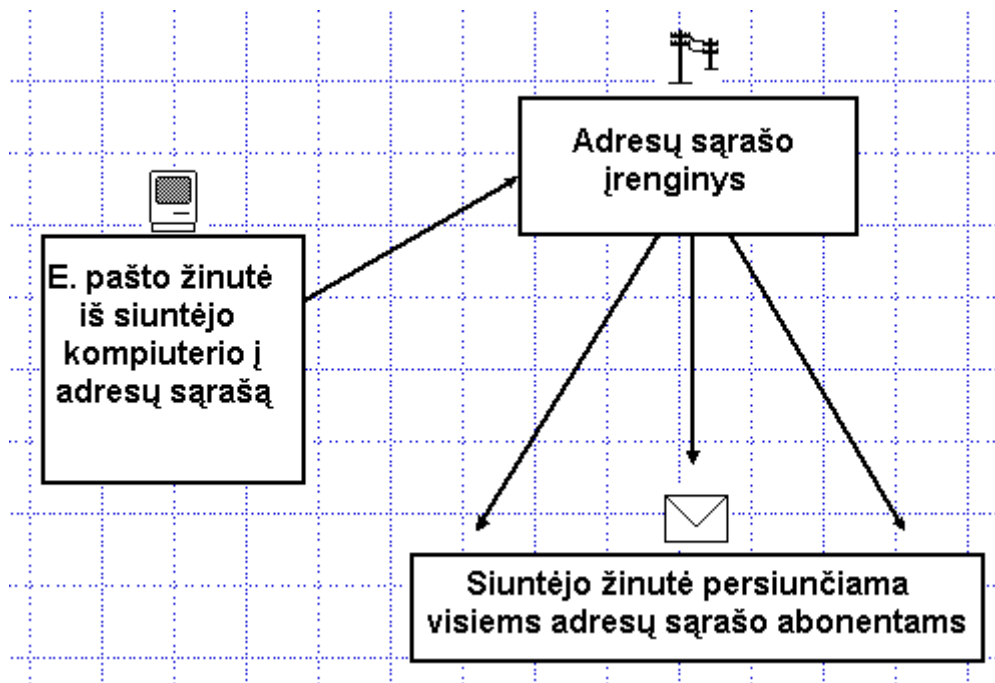 Adresų sąrašo
įrenginys
E. pašto žinutė
iš siuntėjo
kompiuterio į
adresų sąrašą
Siuntėjo žinutė persiunčiama
visiems adresų sąrašo abonentams